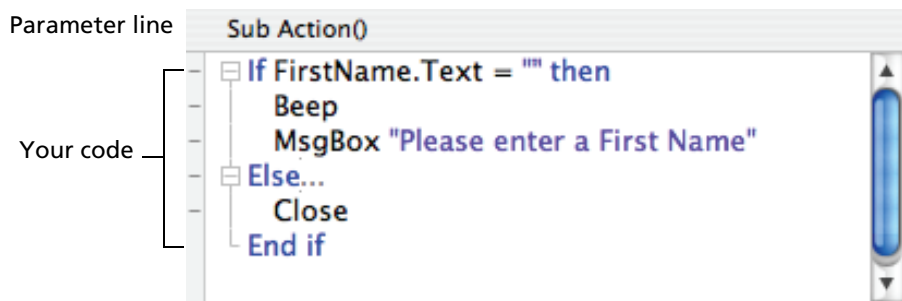 Parameter line
Sub Action()
If FirstName.Text = "" then
Beep
MsgBox "Please enter a First Name"
Your code
Else...
Close
End if